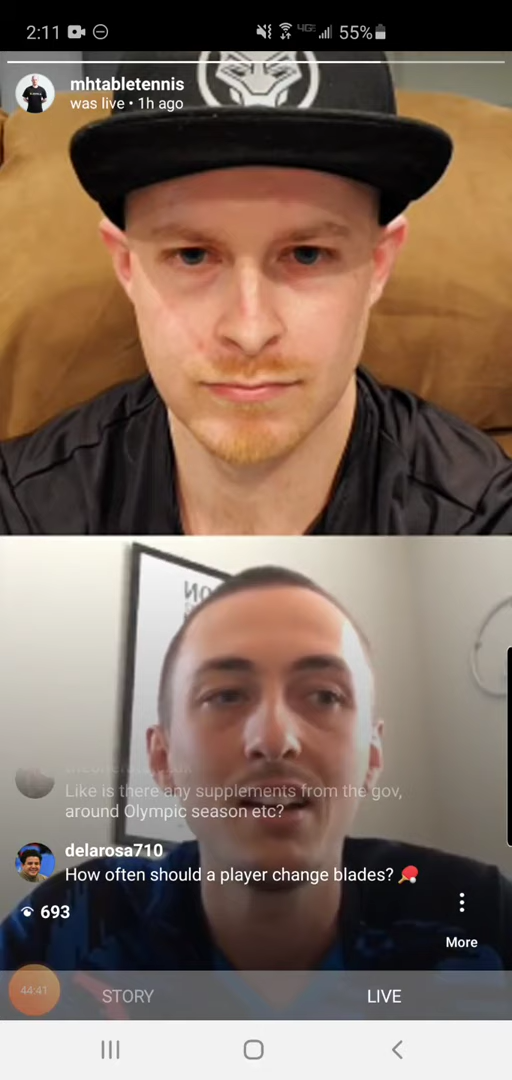 2:11
4G
55%
mhtabletennis
was live • 1h ago
Like is there any supplements from the gov,
around Olympic season etc?
delarosa710
How often should a player change blades? 🏓
693
More
44:41
STORY
LIVE